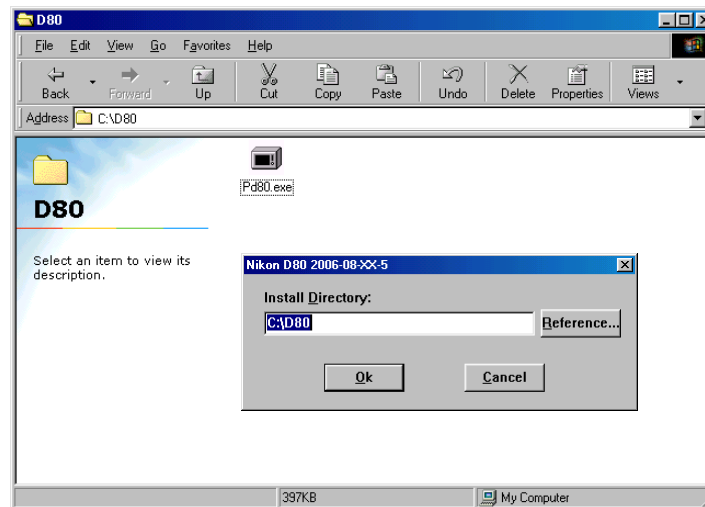 D80
File Edit View Go Favorites Help
Back Forward Up Cut Copy Paste Undo Delete Properties Views
Address C:\D80
Pd80.exe
D80
Select an item to view its
description.
Nikon D80 2006-08-XX-5
Install Directory:
C:\D80 Reference...
Ok Cancel
397KB My Computer